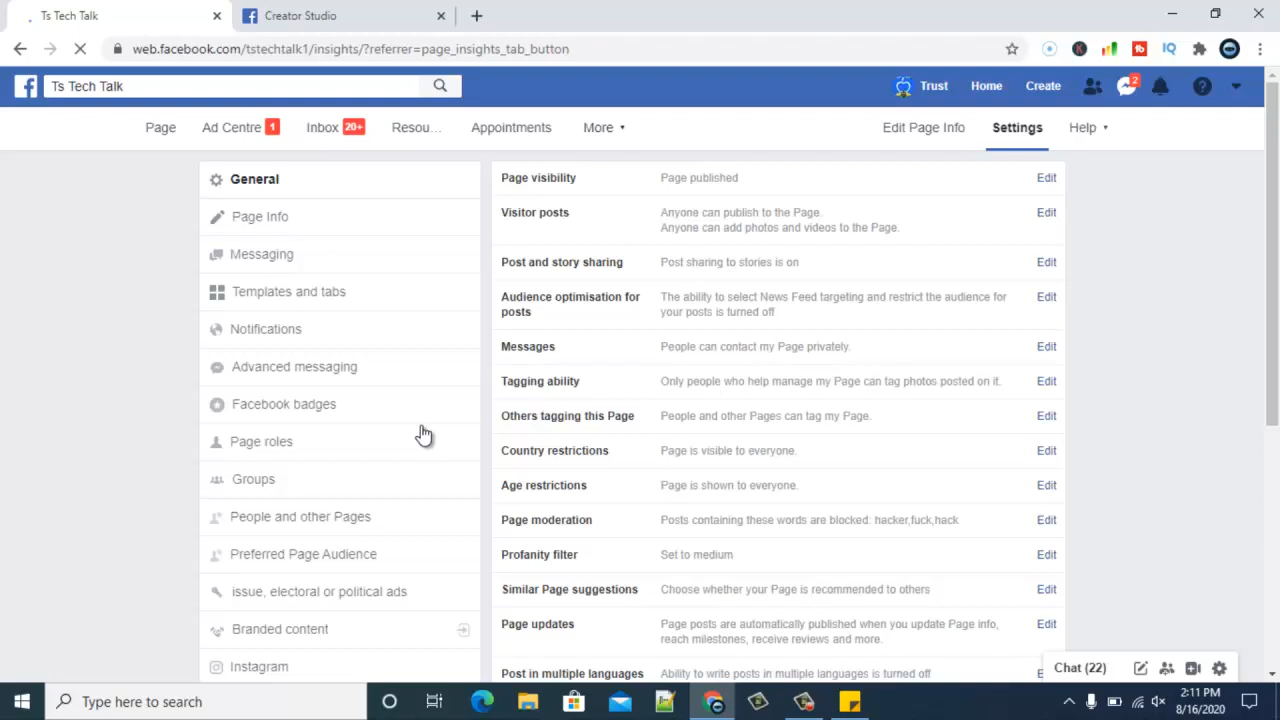 Ts Tech Talk
Creator Studio
web.facebook.com/tstechtalk1/insights/?referrer=page_insights_tab_button
Ts Tech Talk
Trust
Home
Create
2
Page
Ad Centre 1
Inbox 20+
Resou...
Appointments
More
Edit Page Info
Settings
Help
General
Page Info
Messaging
Templates and tabs
Notifications
Advanced messaging
Facebook badges
Page roles
Groups
People and other Pages
Preferred Page Audience
issue, electoral or political ads
Branded content
Instagram
Page visibility
Page published
Edit
Visitor posts
Anyone can publish to the Page.
Anyone can add photos and videos to the Page.
Edit
Post and story sharing
Post sharing to stories is on
Edit
Audience optimisation for
posts
The ability to select News Feed targeting and restrict the audience for
your posts is turned off
Edit
Messages
People can contact my Page privately.
Edit
Tagging ability
Only people who help manage my Page can tag photos posted on it.
Edit
Others tagging this Page
People and other Pages can tag my Page.
Edit
Country restrictions
Page is visible to everyone.
Edit
Age restrictions
Page is shown to everyone.
Edit
Page moderation
Posts containing these words are blocked: hacker,fuck,hack
Edit
Profanity filter
Set to medium
Edit
Similar Page suggestions
Choose whether your Page is recommended to others
Edit
Page updates
Page posts are automatically published when you update Page info,
reach milestones, receive reviews and more.
Edit
Post in multiple languages
Ability to write posts in multiple languages is turned off
Chat (22)
Type here to search
2:11 PM
8/16/2020